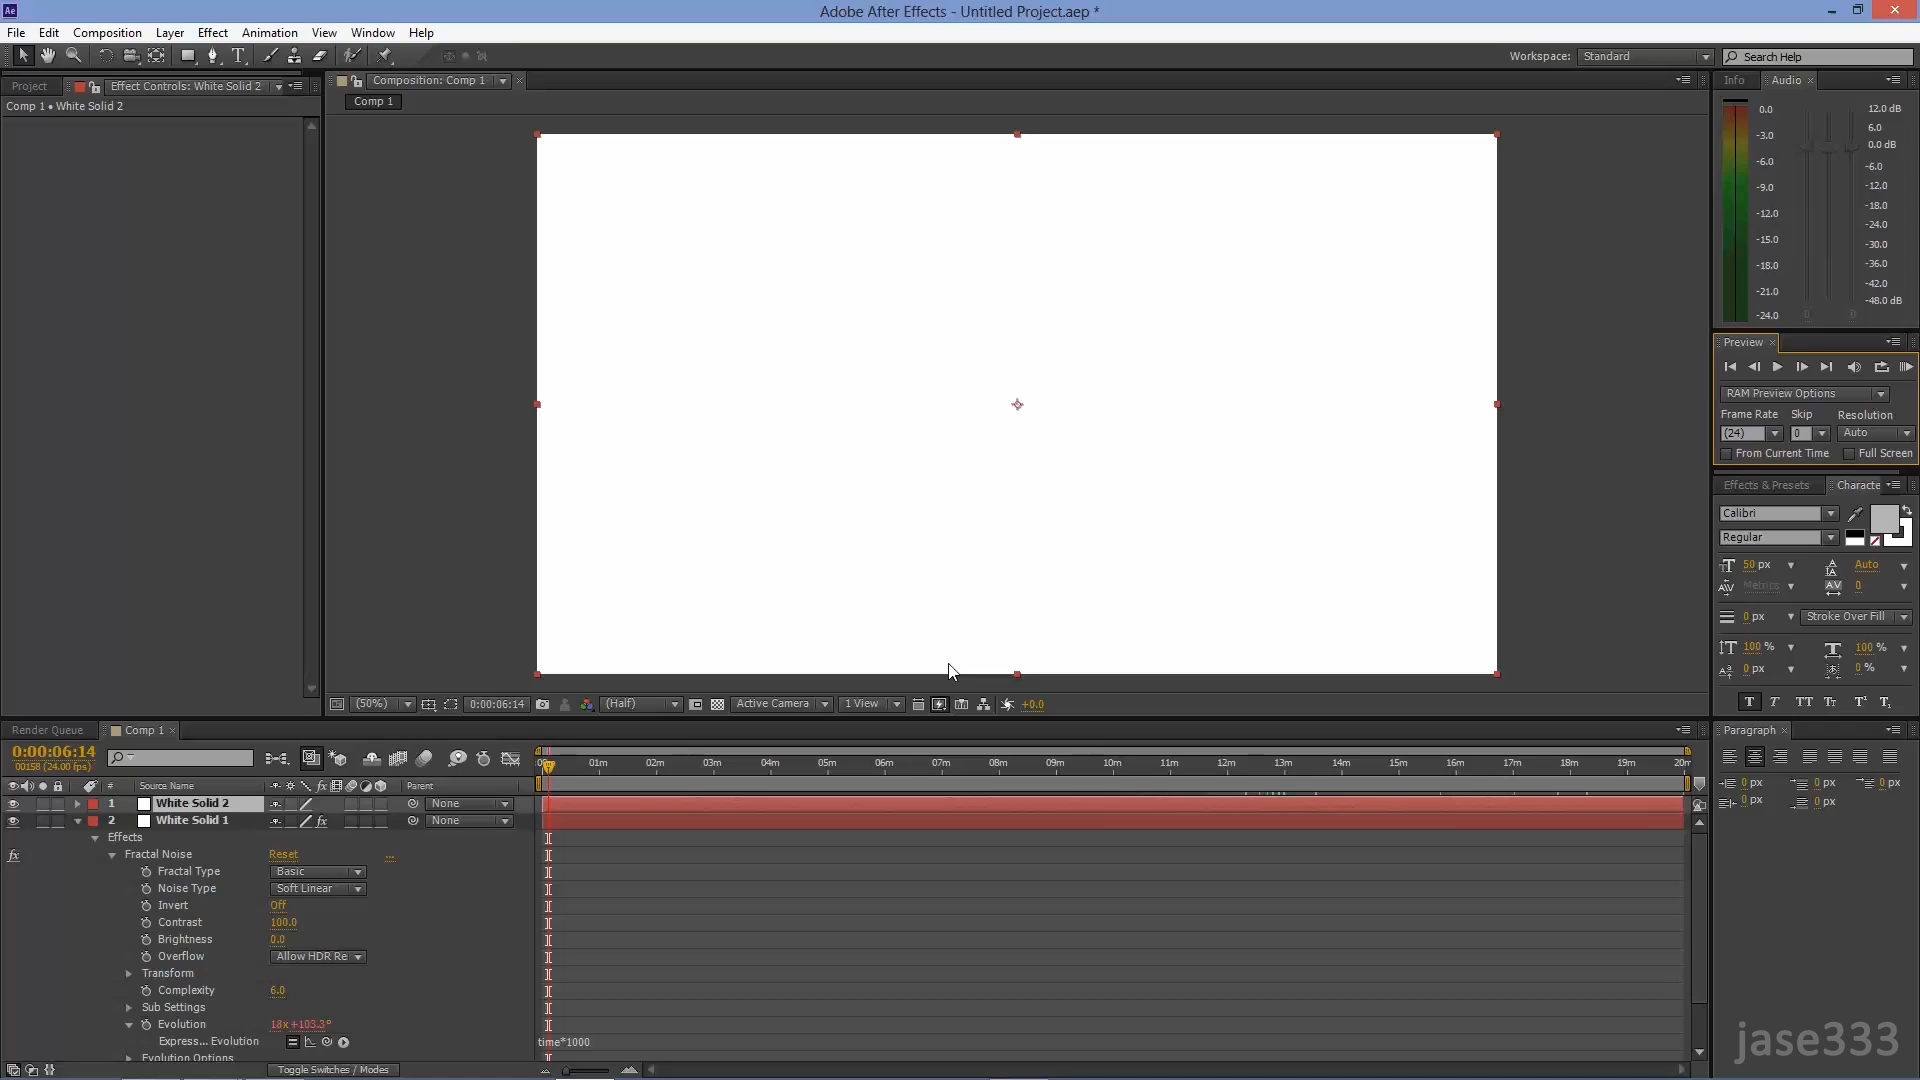 Ae
Adobe After Effects - Untitled Project.aep *
File Edit Composition Layer Effect Animation View Window Help
Workspace: Standard Search Help
Project Effect Controls: White Solid 2
Comp 1 • White Solid 2
Composition: Comp 1
Comp 1
Info Audio
0.0 12.0 dB
-3.0 6.0
-6.0 0.0 dB
-9.0 -6.0
-12.0 -12.0
-15.0 -18.0
-18.0 -24.0
-21.0 -30.0
-24.0 -36.0
-42.0
-48.0 dB
0 0
Preview
RAM Preview Options
Frame Rate Skip Resolution
(24) 0 Auto
From Current Time Full Screen
Effects & Presets Characte
Calibri
Regular
50 px Auto
Metrics 0
0 px Stroke Over Fill
100 % 100 %
0 px 0 %
T T TT Tr T¹ T₁
Paragraph
0 px 0 px 0 px
0 px 0 px
(50%) 0:00:06:14 (Half) Active Camera 1 View +0.0
Render Queue Comp 1
0:00:06:14
00158 (24.00 fps)
01m 02m 03m 04m 05m 06m 07m 08m 09m 10m 11m 12m 13m 14m 15m 16m 17m 18m 19m 20m
# Source Name fx Parent
1 White Solid 2 None
2 White Solid 1 fx None
Effects
fx Fractal Noise Reset ...
Fractal Type Basic
Noise Type Soft Linear
Invert Off
Contrast 100.0
Brightness 0.0
Overflow Allow HDR Re
Transform
Complexity 6.0
Sub Settings
Evolution 18x +103.3°
Express... Evolution time*1000
Evolution Options
Toggle Switches / Modes
jase333